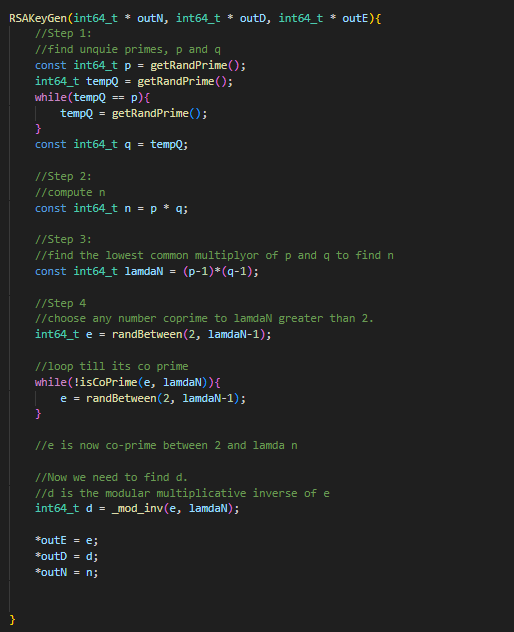 RSAKeyGen(int64_t * outN, int64_t * outD, int64_t * outE){
//Step 1:
//find unquie primes, p and q
const int64_t p = getRandPrime();
int64_t tempQ = getRandPrime();
while(tempQ == p){
tempQ = getRandPrime();
}
const int64_t q = tempQ;
//Step 2:
//compute n
const int64_t n = p * q;
//Step 3:
//find the lowest common multiplyor of p and q to find n
const int64_t lamdaN = (p-1)*(q-1);
//Step 4
//choose any number coprime to lamdaN greater than 2.
int64_t e = randBetween(2, lamdaN-1);
//loop till its co prime
while(!isCoPrime(e, lamdaN)){
e = randBetween(2, lamdaN-1);
}
//e is now co-prime between 2 and lamda n
//Now we need to find d.
//d is the modular multiplicative inverse of e
int64_t d = _mod_inv(e, lamdaN);
*outE = e;
*outD = d;
*outN = n;
}